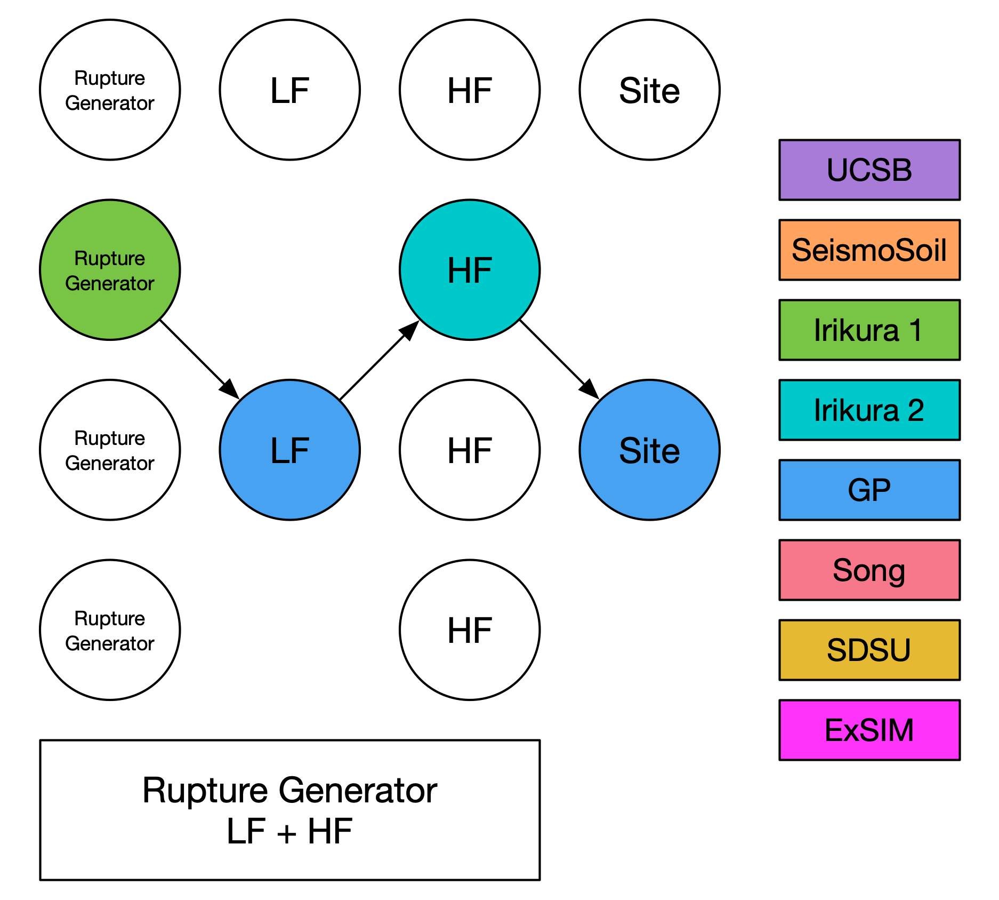 Rupture
Generator
LF
HF
Site
Rupture
Generator
HF
Rupture
Generator
LF
HF
Site
Rupture
Generator
HF
Rupture Generator
LF + HF
UCSB
SeismoSoil
Irikura 1
Irikura 2
GP
Song
SDSU
ExSIM